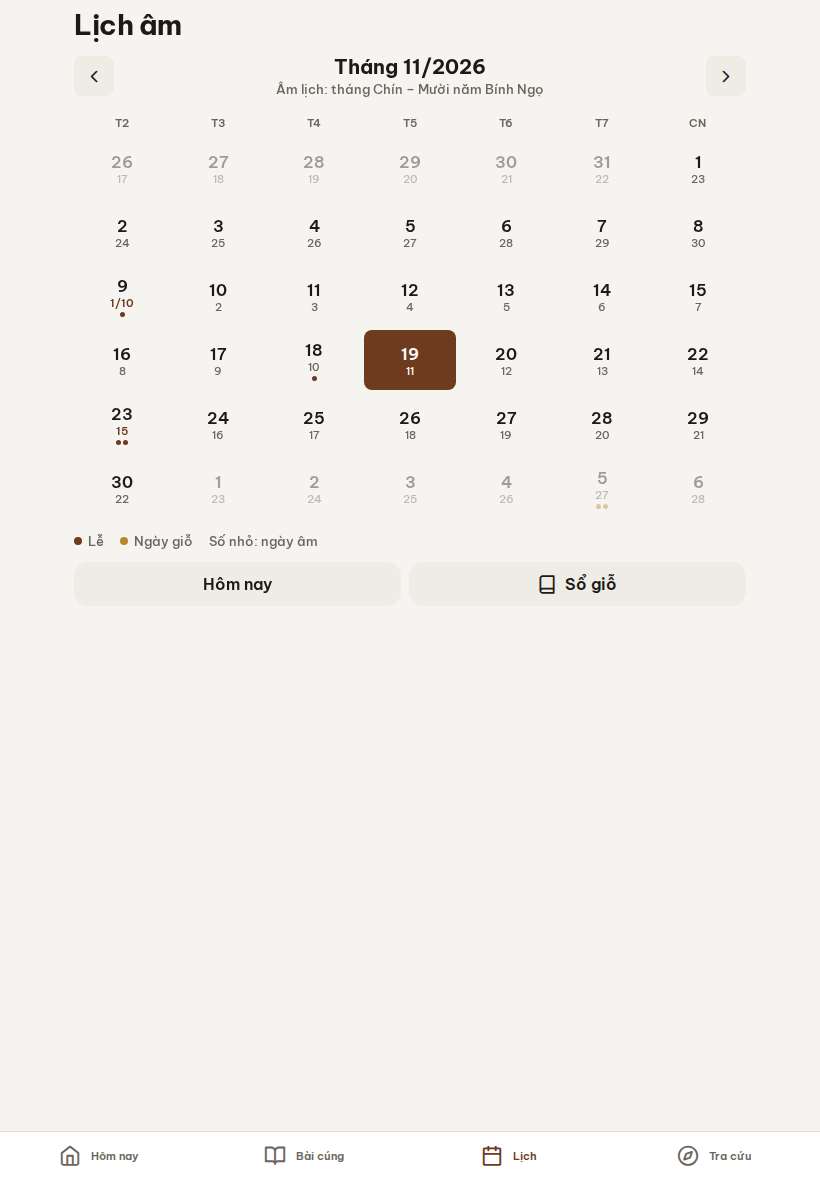 Lịch âm
Tháng 11/2026
Âm lịch: tháng Chín – Mười năm Bính Ngọ
T2 T3 T4 T5 T6 T7 CN
26 27 28 29 30 31 1
17 18 19 20 21 22 23
2 3 4 5 6 7 8
24 25 26 27 28 29 30
9 10 11 12 13 14 15
1/10 2 3 4 5 6 7
16 17 18 19 20 21 22
8 9 10 11 12 13 14
23 24 25 26 27 28 29
15 16 17 18 19 20 21
30 1 2 3 4 5 6
22 23 24 25 26 27 28
Lễ Ngày giỗ Số nhỏ: ngày âm
Hôm nay Sổ giỗ
Hôm nay Bài cúng Lịch Tra cứu